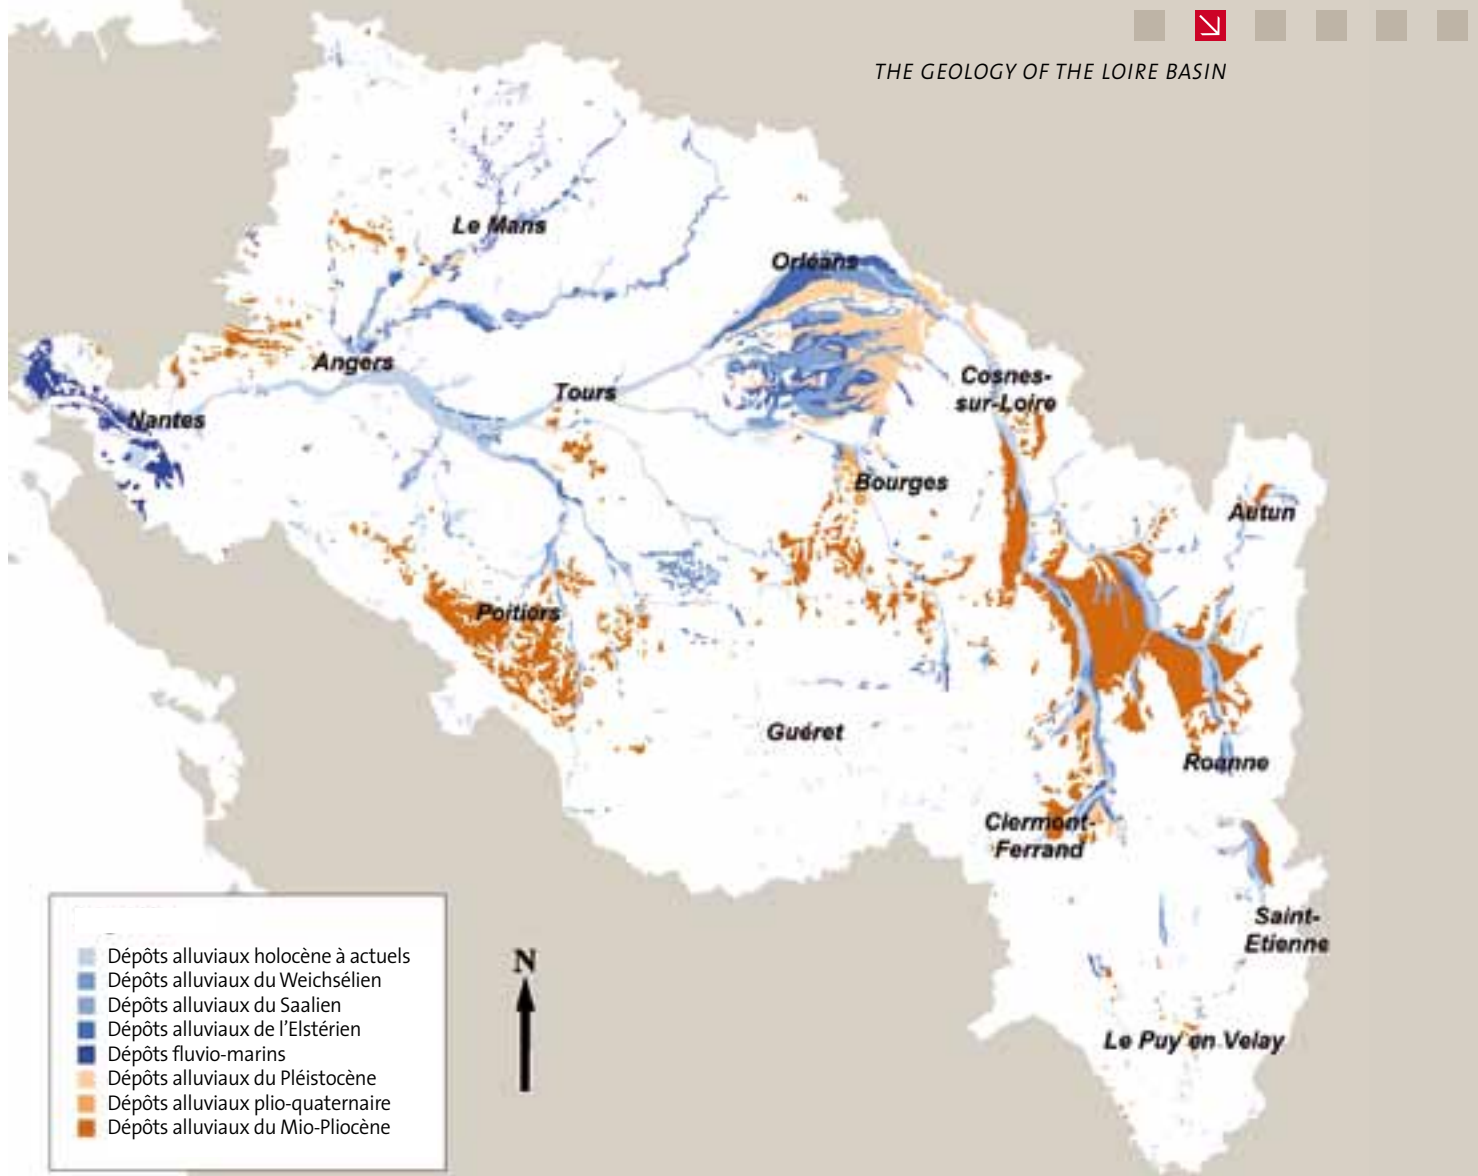 THE GEOLOGY OF THE LOIRE BASIN
Le Mans
Orléans
Angers
Tours
Cosnes-
sur-Loire
Nantes
Bourges
Autun
Poitiers
Guéret
Roanne
Clermont-
Ferrand
Saint-
Etienne
Le Puy en Velay
N
Dépôts alluviaux holocène à actuels
Dépôts alluviaux du Weichsélien
Dépôts alluviaux du Saalien
Dépôts alluviaux de l'Elstérien
Dépôts fluvio-marins
Dépôts alluviaux du Pléistocène
Dépôts alluviaux plio-quaternaire
Dépôts alluviaux du Mio-Pliocène